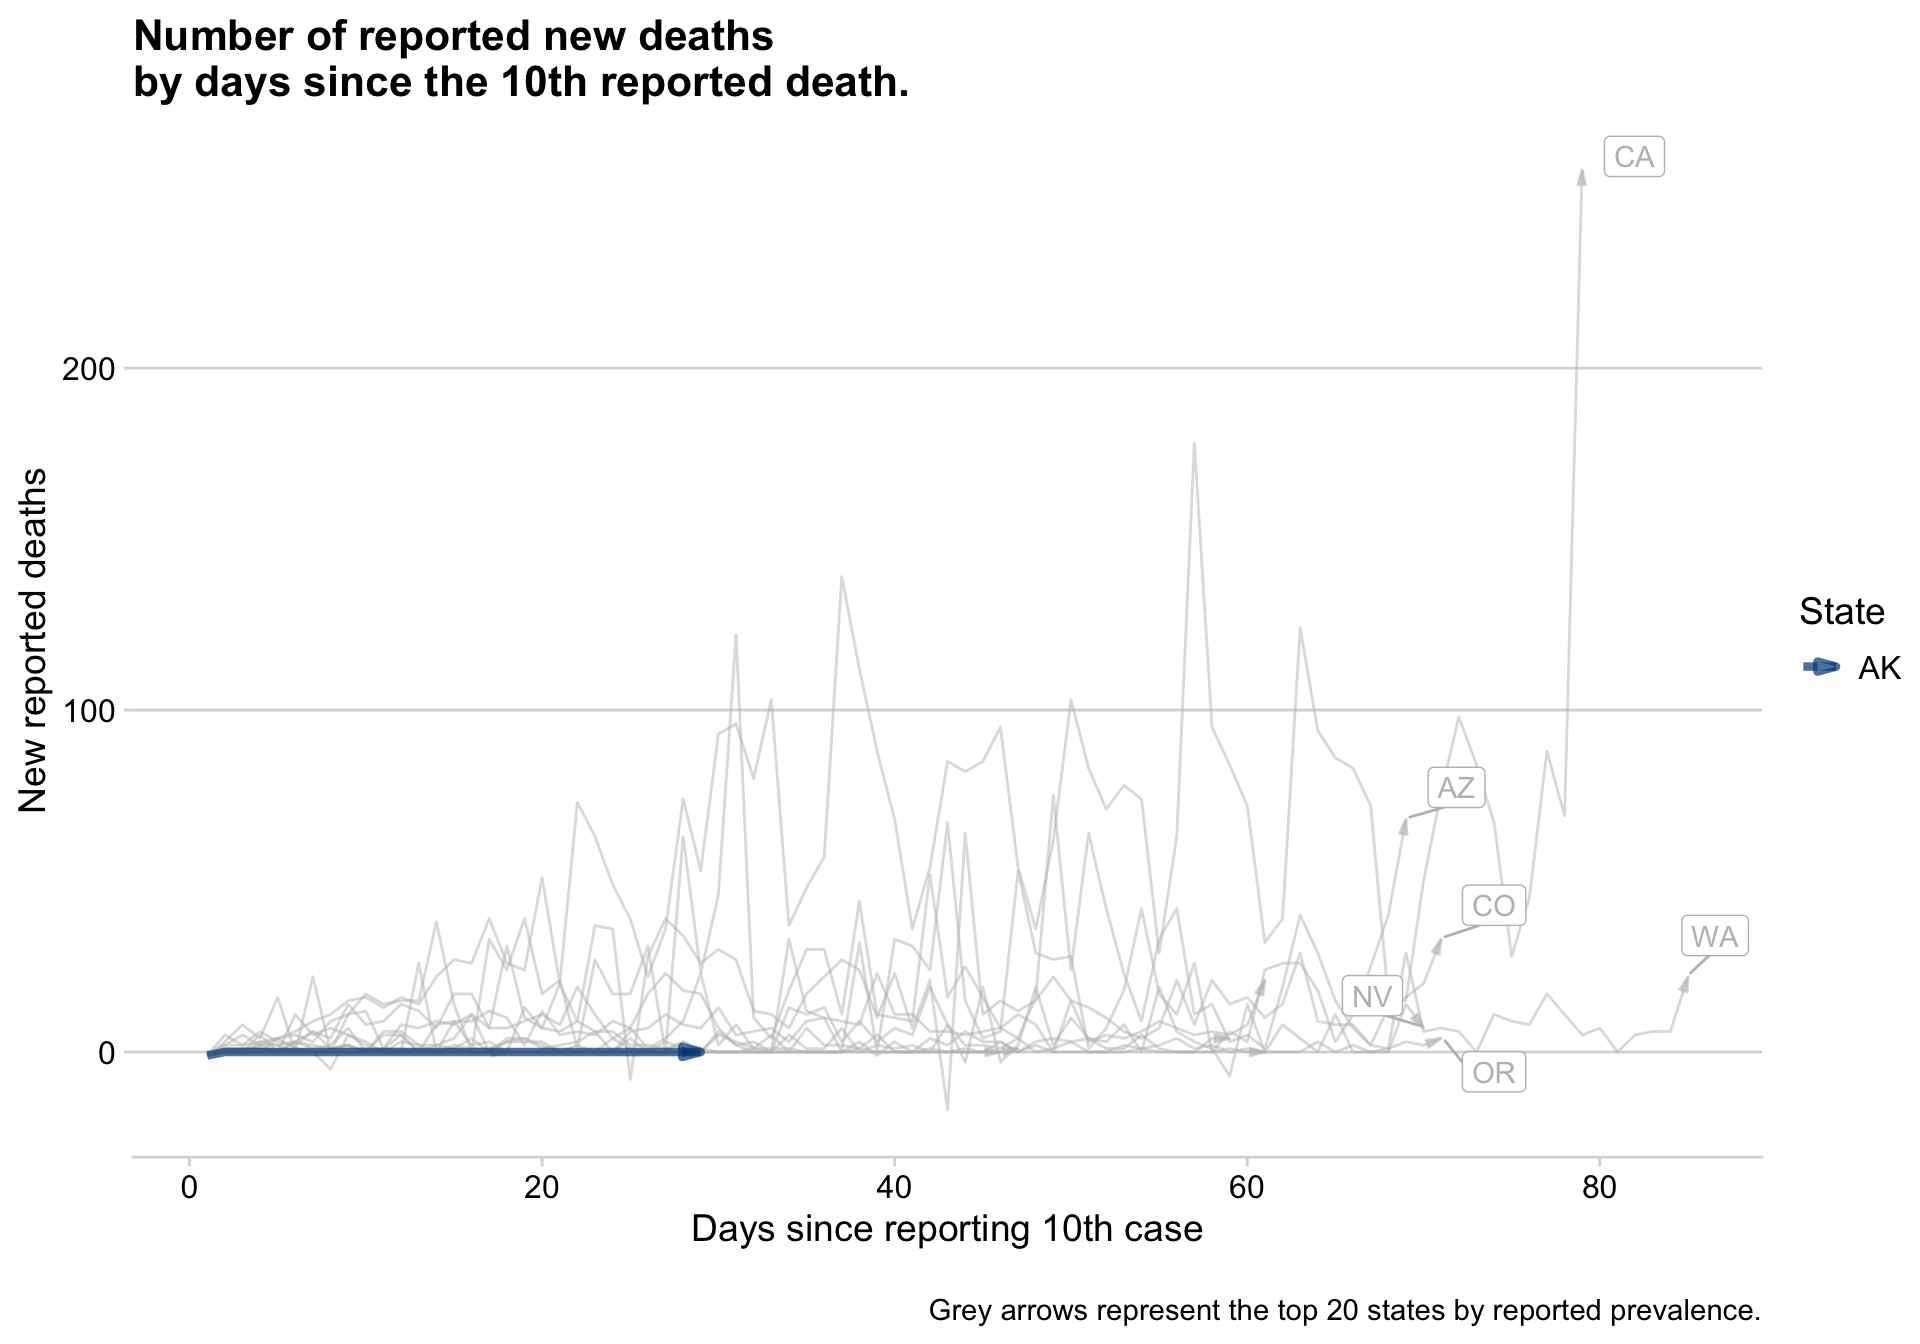 Number of reported new deaths
by days since the 10th reported death.
New reported deaths
200
100
0
CA
AZ
CO
WA
NV
OR
0 20 40 60 80
Days since reporting 10th case
State
AK
Grey arrows represent the top 20 states by reported prevalence.